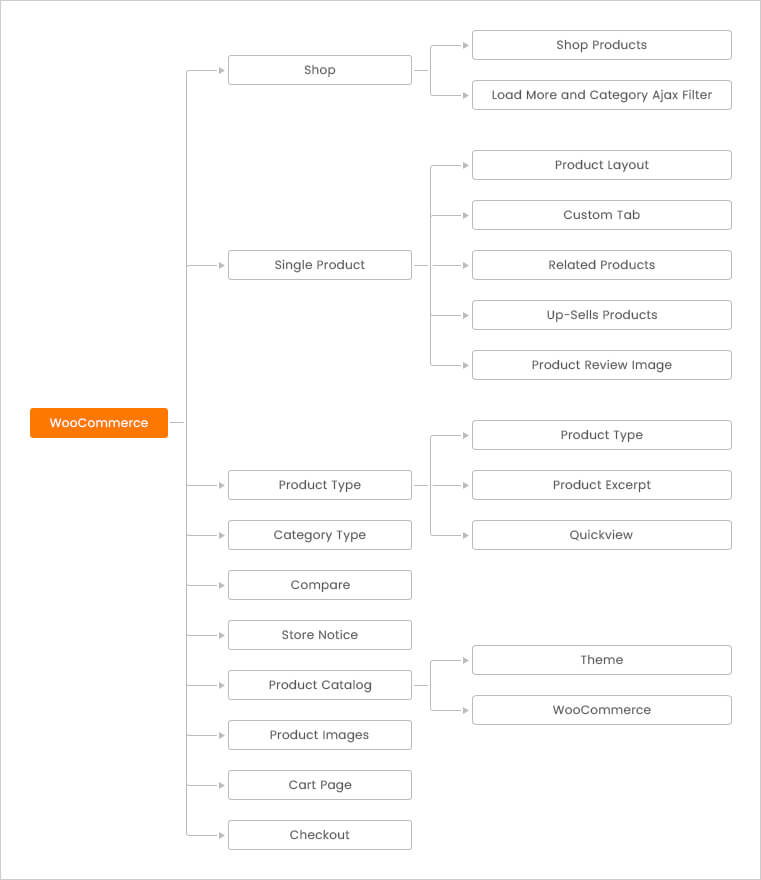 WooCommerce
Shop
Shop Products
Load More and Category Ajax Filter
Single Product
Product Layout
Custom Tab
Related Products
Up-Sells Products
Product Review Image
Product Type
Product Type
Product Excerpt
Quickview
Category Type
Compare
Store Notice
Product Catalog
Theme
WooCommerce
Product Images
Cart Page
Checkout